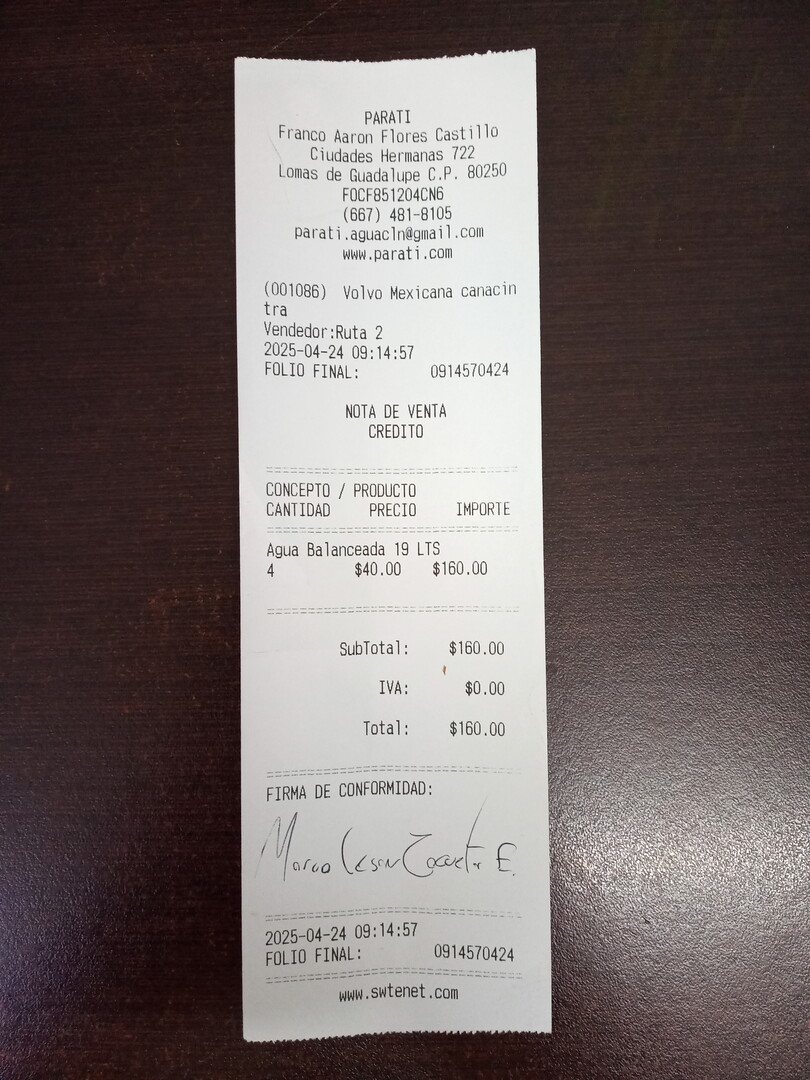 PARATI
Franco Aaron Flores Castillo
Ciudades Hermanas 722
Lomas de Guadalupe C.P. 80250
FOCF851204CN6
(667) 481-8105
parati.aguacln@gmail.com
www.parati.com
(001086) Volvo Mexicana canacin
tra
Vendedor:Ruta 2
2025-04-24 09:14:57
FOLIO FINAL: 0914570424
NOTA DE VENTA
CREDITO
CONCEPTO / PRODUCTO
CANTIDAD PRECIO IMPORTE
Agua Balanceada 19 LTS
4 $40.00 $160.00
SubTotal: $160.00
IVA: $0.00
Total: $160.00
FIRMA DE CONFORMIDAD:
Marco E.
2025-04-24 09:14:57
FOLIO FINAL: 0914570424
www.swtenet.com